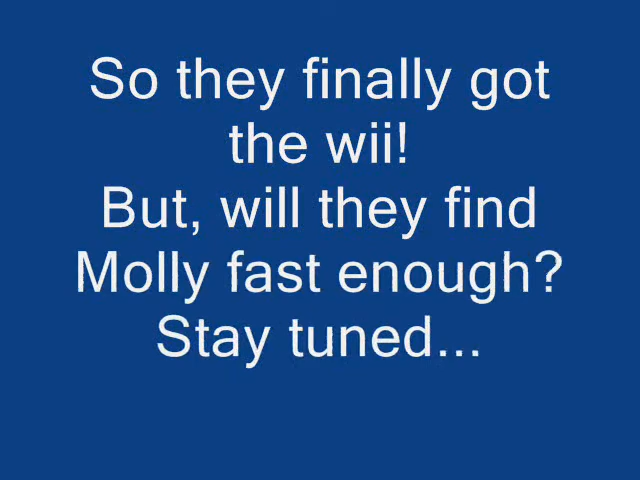 So they finally got
the wii!
But, will they find
Molly fast enough?
Stay tuned...